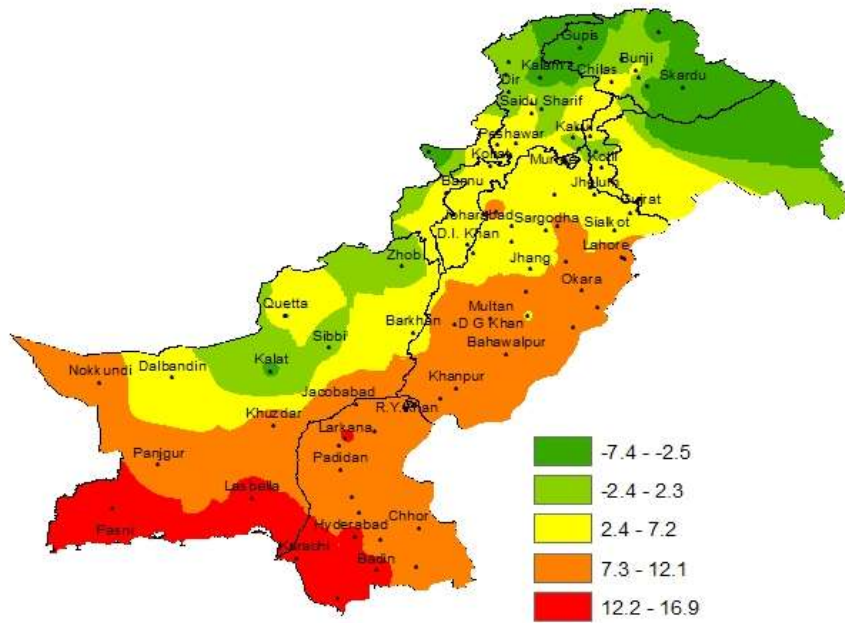 Gupis
Kalam
Bunji
Chilas
Skardu
Dir
Saidu Sharif
Kakul
Peshawar
Kohat
Murree
Kotli
Bannu
Jhelum
Gujrat
Joharabad
Sargodha
Sialkot
D.I. Khan
Lahore
Zhob
Jhang
Okara
Quetta
Multan
Barkhan
D G Khan
Sibbi
Bahawalpur
Kalat
Nokkundi
Dalbandin
Khanpur
Jacobabad
R.Y.Khan
Khuzdar
Larkana
Panjgur
Padidan
Lasbella
Pasni
Hyderabad
Chhor
Karachi
Badin
-7.4 - -2.5
-2.4 - 2.3
2.4 - 7.2
7.3 - 12.1
12.2 - 16.9